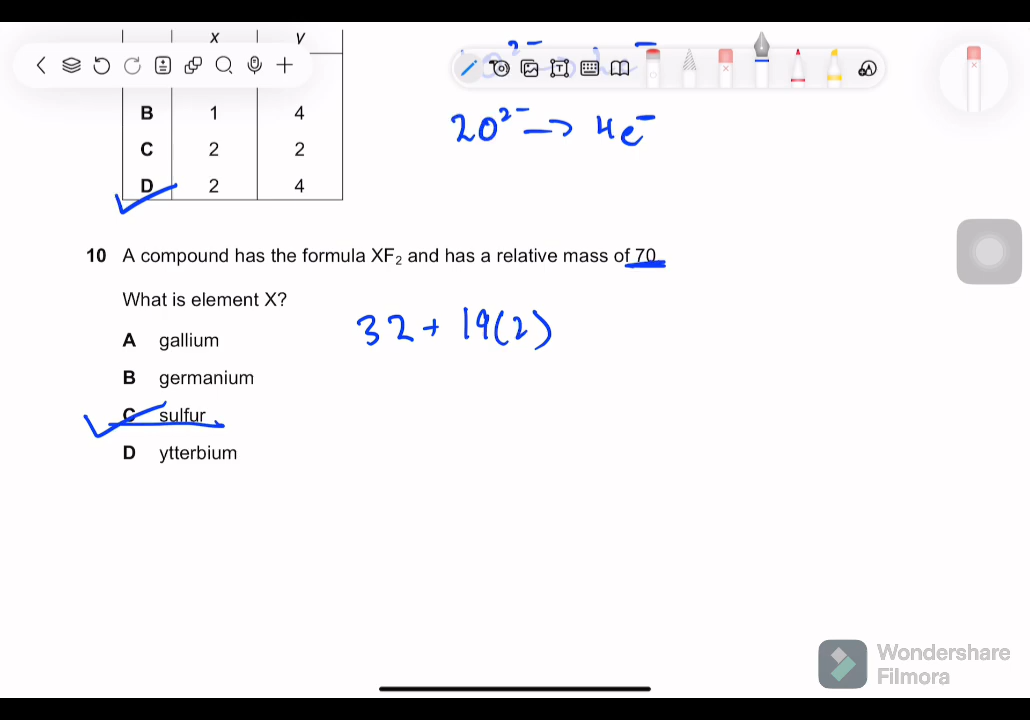 x y
B 1 4
C 2 2
D 2 4
2O²⁻ → 4e⁻
10 A compound has the formula XF₂ and has a relative mass of 70.
What is element X?
32 + 19(2)
A gallium
B germanium
C sulfur
D ytterbium
Wondershare
Filmora